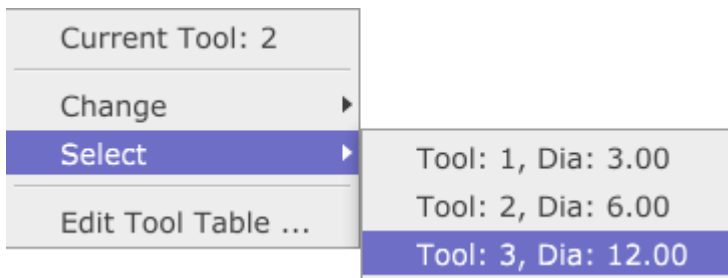 Current Tool: 2
Change
Select
Edit Tool Table ...
Tool: 1, Dia: 3.00
Tool: 2, Dia: 6.00
Tool: 3, Dia: 12.00